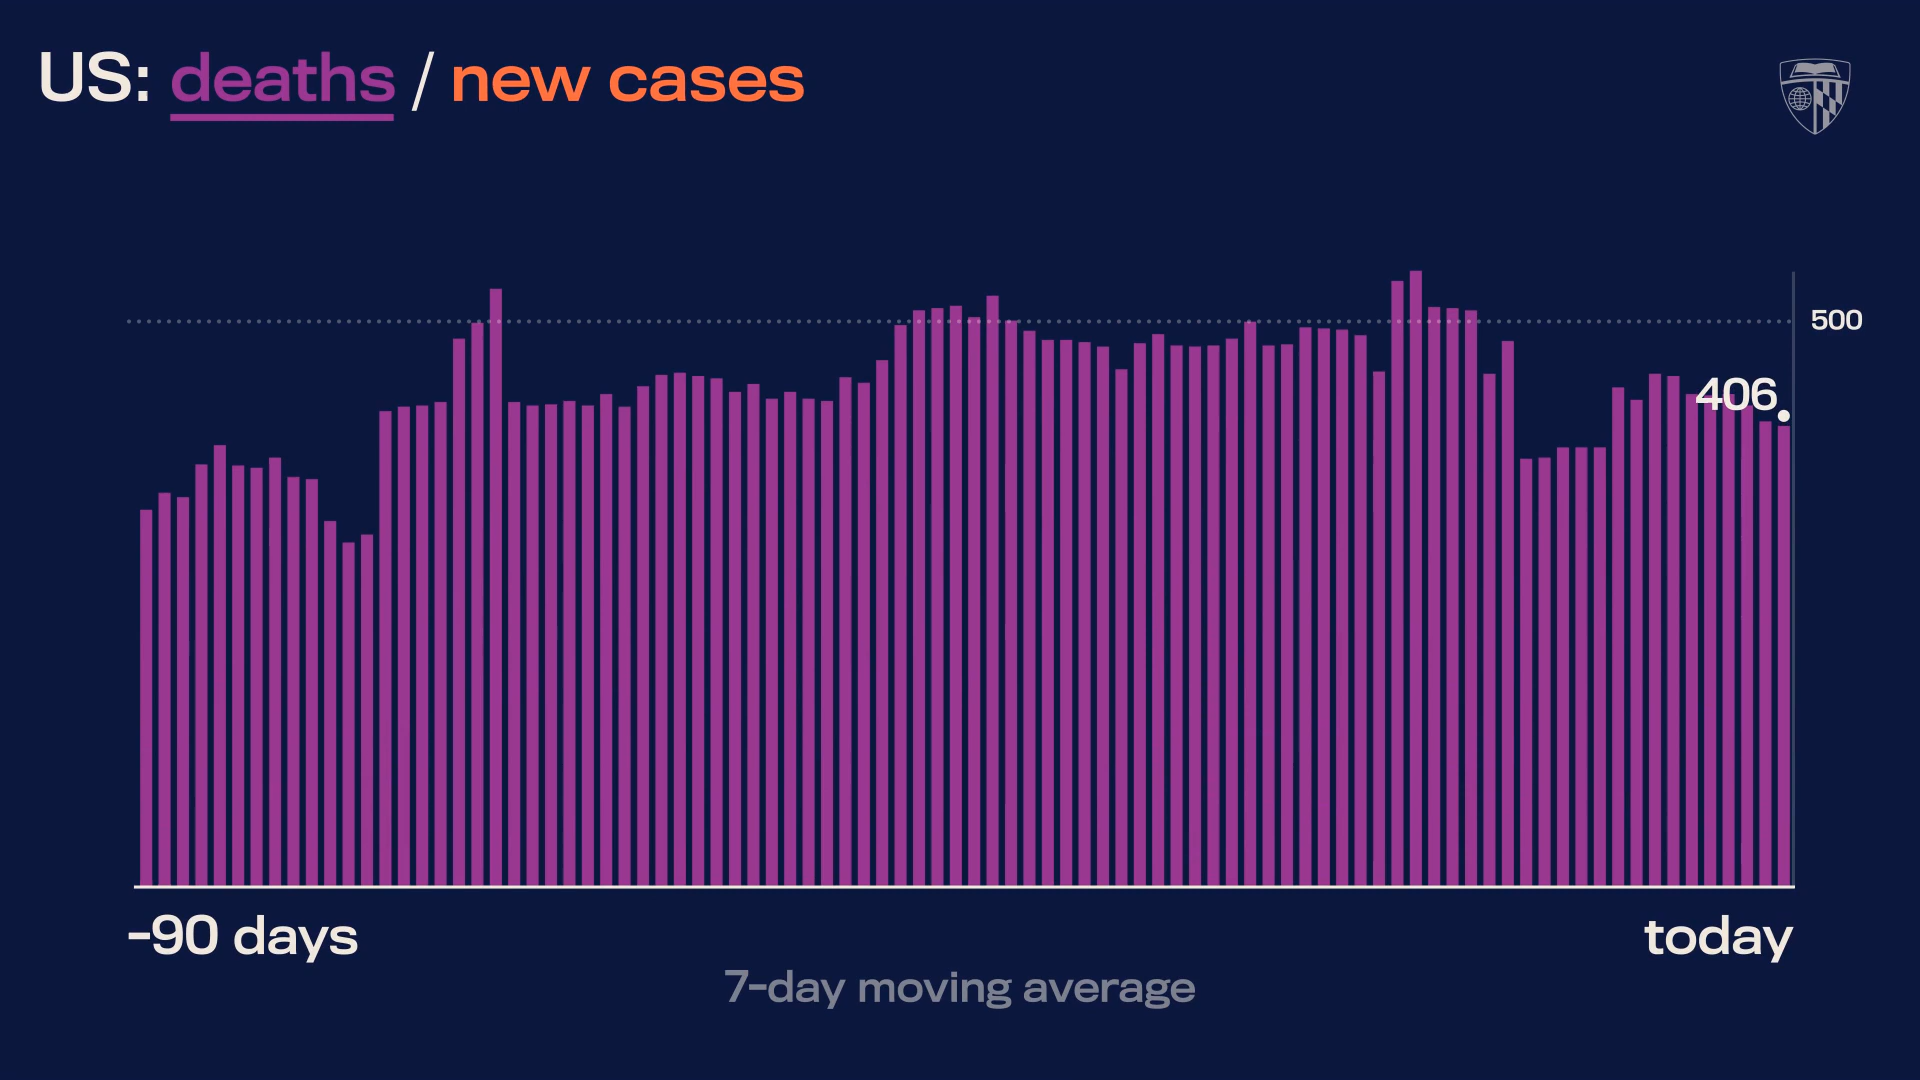 US: deaths / new cases
500
406
-90 days
today
7-day moving average